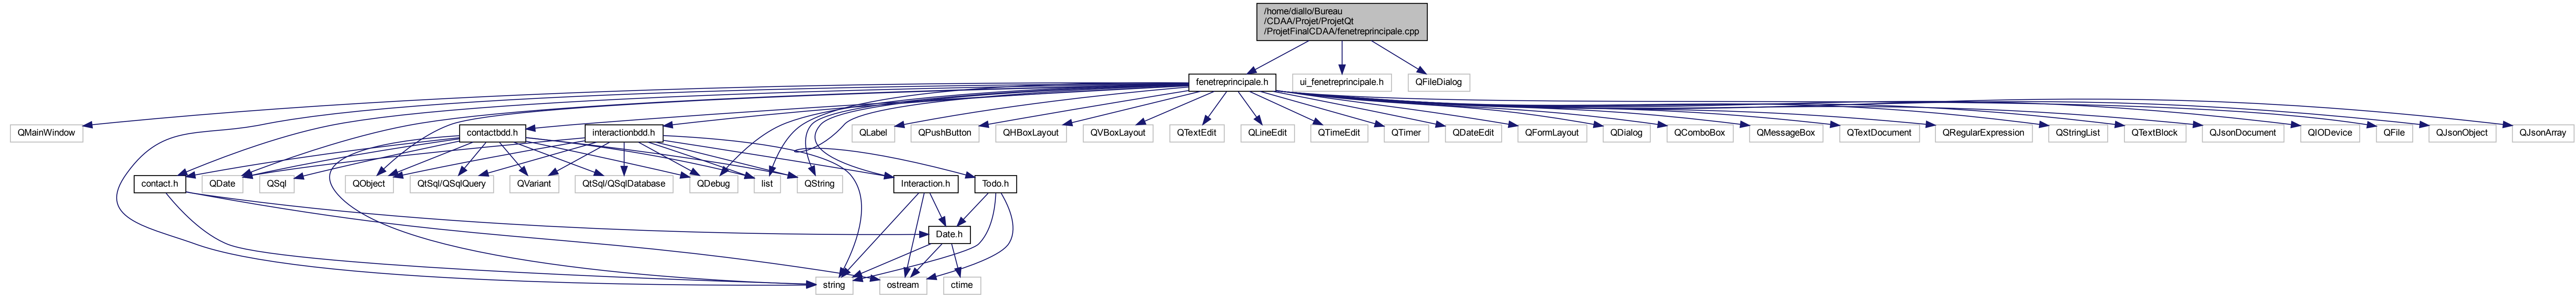 /home/diallo/Bureau
/CDAA/Projet/ProjetQt
/ProjetFinalCDAA/fenetreprincipale.cpp
fenetreprincipale.h
ui_fenetreprincipale.h
QFileDialog
QMainWindow
contactbdd.h
interactionbdd.h
QLabel
QPushButton
QHBoxLayout
QVBoxLayout
QTextEdit
QLineEdit
QTimeEdit
QTimer
QDateEdit
QFormLayout
QDialog
QComboBox
QMessageBox
QTextDocument
QRegularExpression
QStringList
QTextBlock
QJsonDocument
QIODevice
QFile
QJsonObject
QJsonArray
contact.h
QDate
QSql
QObject
QtSql/QSqlQuery
QVariant
QtSql/QSqlDatabase
QDebug
list
QString
Interaction.h
Todo.h
Date.h
string
ostream
ctime